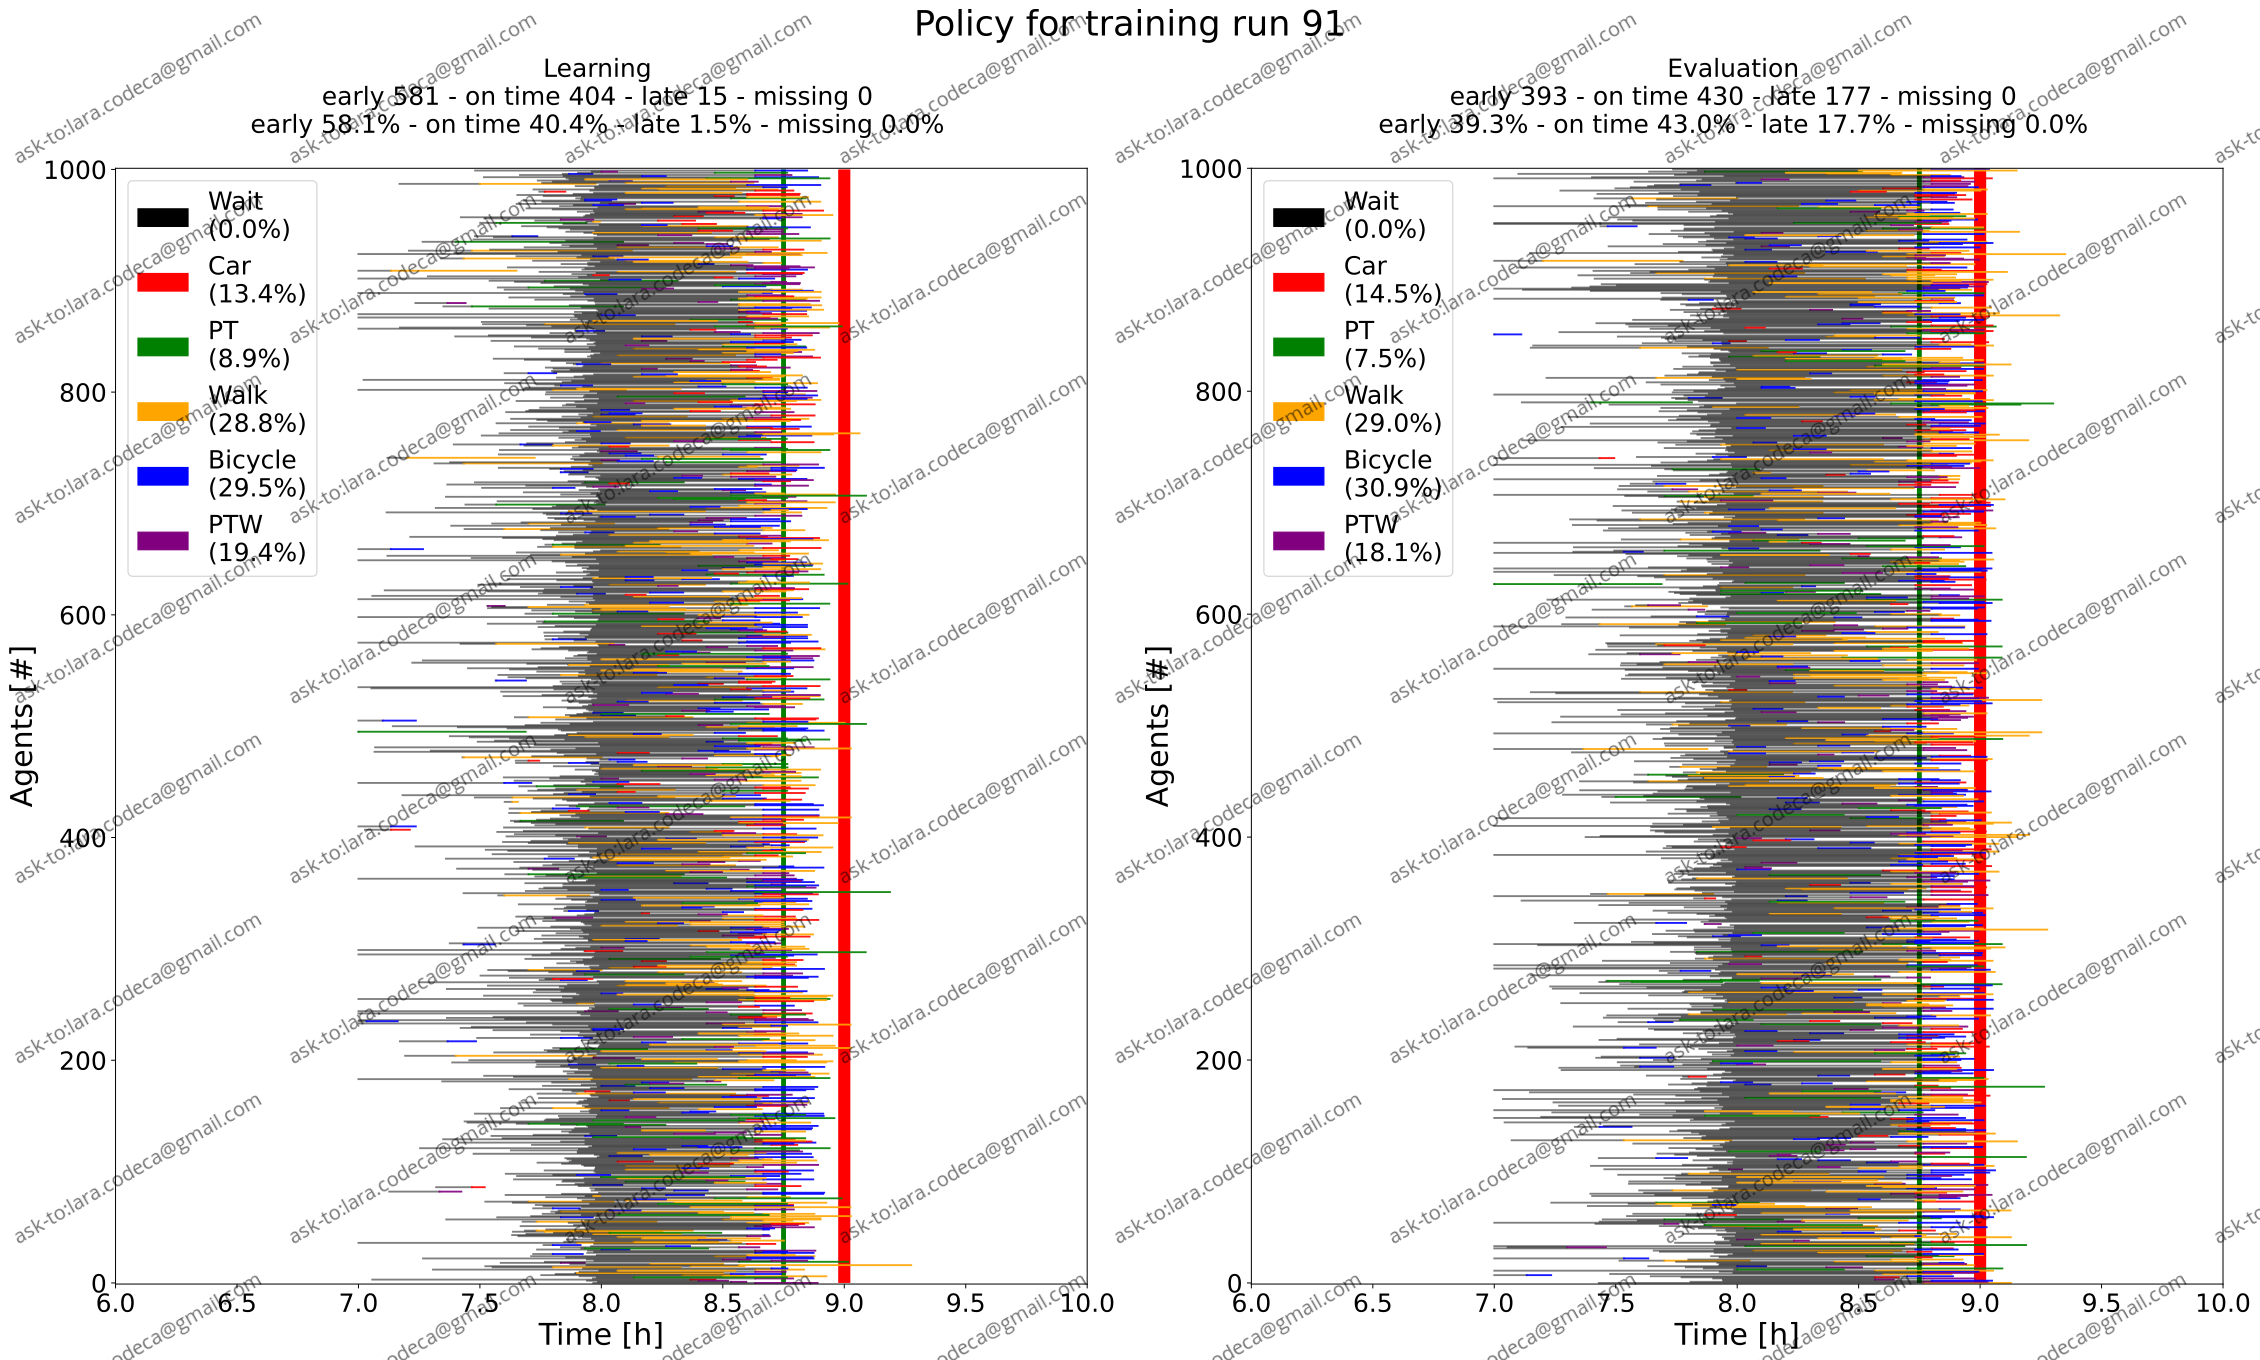 Policy for training run 91
Learning
early 581 - on time 404 - late 15 - missing 0
early 58.1% - on time 40.4% - late 1.5% - missing 0.0%
Agents [#]
1000
800
600
400
200
0
Wait
(0.0%)
Car
(13.4%)
PT
(8.9%)
Walk
(28.8%)
Bicycle
(29.5%)
PTW
(19.4%)
6.0 6.5 7.0 7.5 8.0 8.5 9.0 9.5 10.0
Time [h]
Evaluation
early 393 - on time 430 - late 177 - missing 0
early 39.3% - on time 43.0% - late 17.7% - missing 0.0%
Agents [#]
1000
800
600
400
200
0
Wait
(0.0%)
Car
(14.5%)
PT
(7.5%)
Walk
(29.0%)
Bicycle
(30.9%)
PTW
(18.1%)
6.0 6.5 7.0 7.5 8.0 8.5 9.0 9.5 10.0
Time [h]
ask-to:lara.codeca@gmail.com